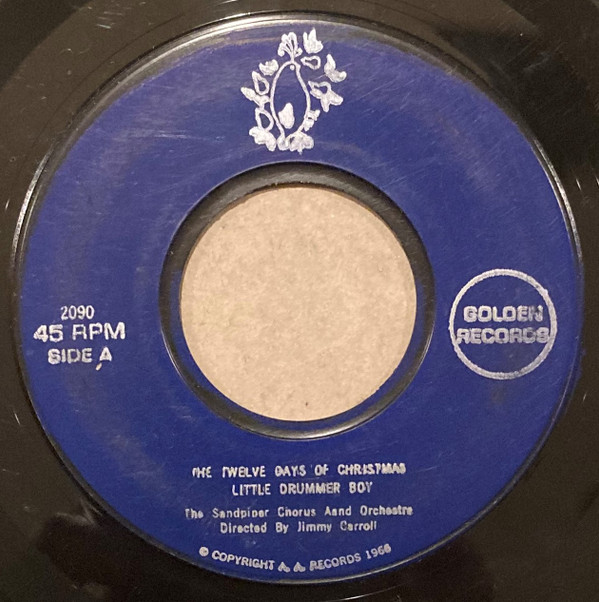 2090
45 RPM
SIDE A
GOLDEN
RECORDS
THE TWELVE DAYS OF CHRISTMAS
LITTLE DRUMMER BOY
The Sandpiper Chorus Aand Orchestre
Directed By Jimmy Carroll
© COPYRIGHT A. A. RECORDS 1966